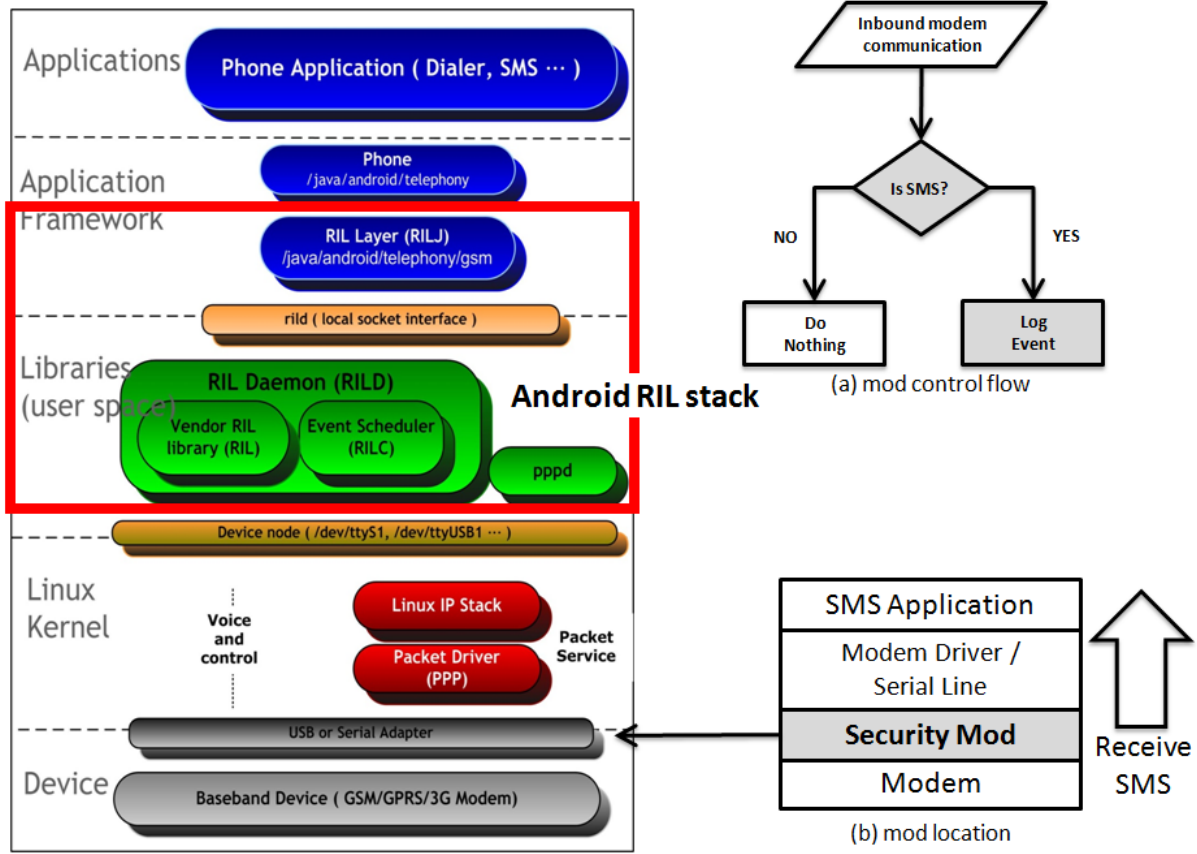 Applications
Phone Application ( Dialer, SMS ··· )
Application
Framework
Phone
/java/android/telephony
RIL Layer (RILJ)
/java/android/telephony/gsm
rild ( local socket interface )
Libraries
(user space)
RIL Daemon (RILD)
Vendor RIL
library (RIL)
Event Scheduler
(RILC)
pppd
Android RIL stack
Device node ( /dev/ttyS1, /dev/ttyUSB1 ··· )
Linux
Kernel
Voice
and
control
Linux IP Stack
Packet Driver
(PPP)
Packet
Service
USB or Serial Adapter
Device
Baseband Device ( GSM/GPRS/3G Modem)
Inbound modem
communication
Is SMS?
NO
YES
Do
Nothing
Log
Event
(a) mod control flow
SMS Application
Modem Driver /
Serial Line
Security Mod
Modem
Receive
SMS
(b) mod location